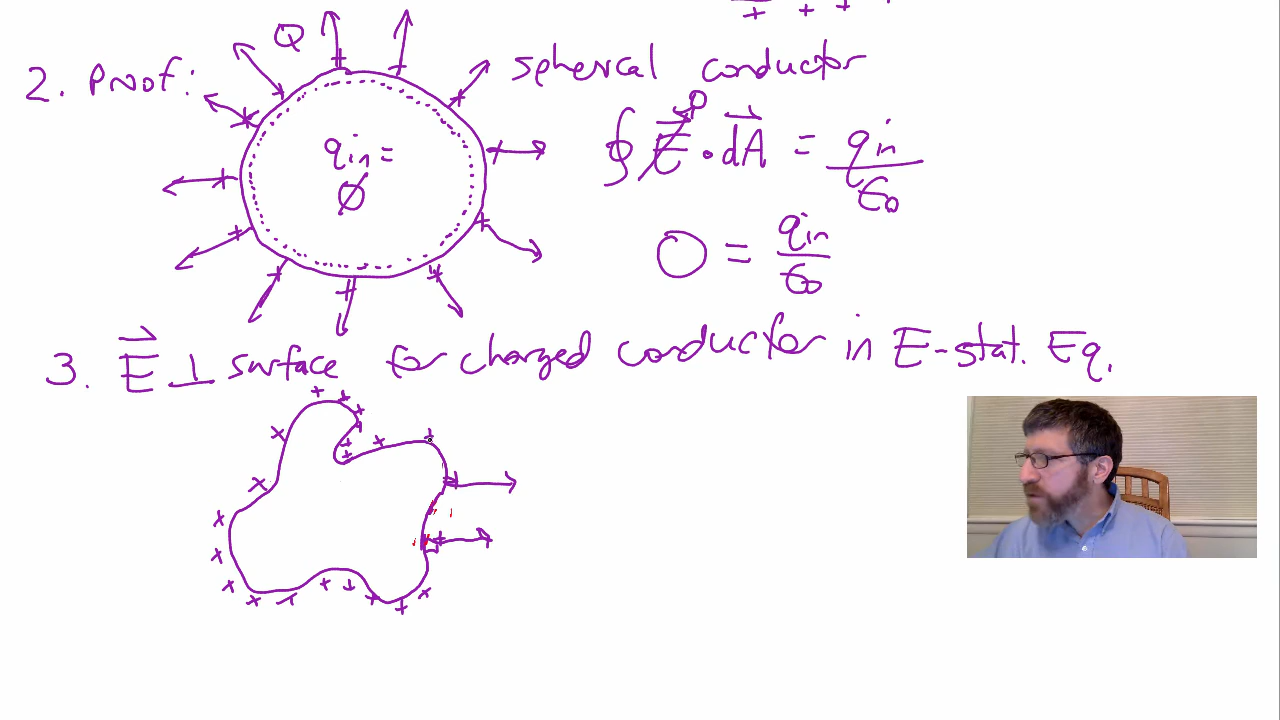 + + + +
Q
2. Proof:
spherical conductor
q_in = ∅
∮ E⃗ → 0 · dA⃗ = q_in / ε₀
0 = q_in / ε₀
3. E⃗ ⊥ surface for charged conductor in E-stat. Eq.